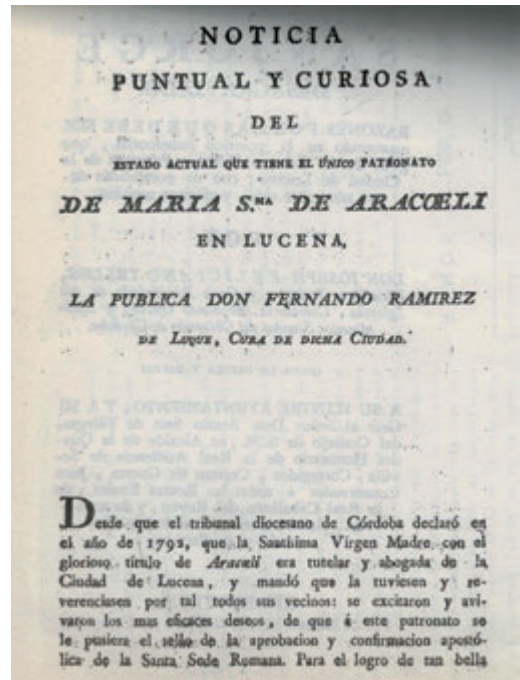 NOTICIA
PUNTUAL Y CURIOSA
DEL
ESTADO ACTUAL QUE TIENE EL ÚNICO PATRONATO
DE MARIA S.MA DE ARACŒLI
EN LUCENA,
LA PUBLICA DON FERNANDO RAMIREZ
DE LUQUE, CURA DE DICHA CIUDAD.
Desde que el tribunal diocesano de Córdoba declaró en
el año de 1792, que la Santísima Virgen Madre con el
glorioso título de Aracœli era tutelar y abogada de la
Ciudad de Lucena, y mandó que la tuviesen y re-
verenciasen por tal todos sus vecinos: se excitaron y avi-
varon los mas eficaces deseos, de que á este patronato se
le pusiera el sello de la aprobacion y confirmacion apostó-
lica de la Santa Sede Romana. Para el logro de tan bella